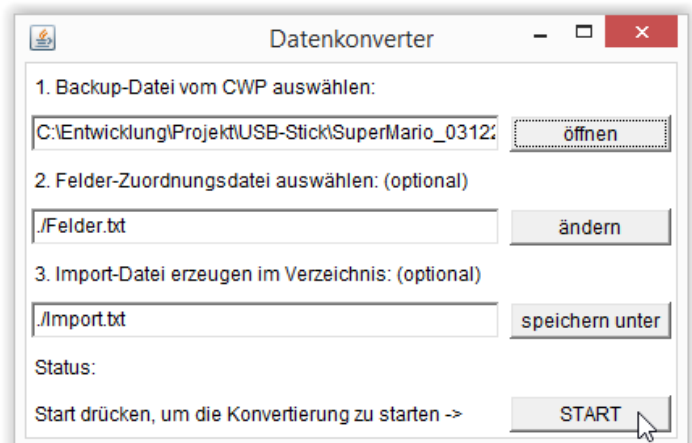 Datenkonverter
1. Backup-Datei vom CWP auswählen:
C:\Entwicklung\Projekt\USB-Stick\SuperMario_03122 öffnen
2. Felder-Zuordnungsdatei auswählen: (optional)
./Felder.txt ändern
3. Import-Datei erzeugen im Verzeichnis: (optional)
./Import.txt speichern unter
Status:
Start drücken, um die Konvertierung zu starten -> START